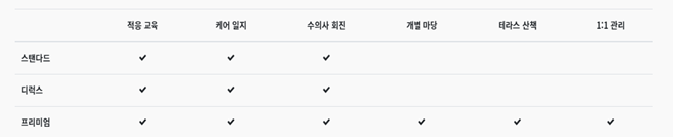 적응 교육 케어 일지 수의사 회진 개별 마당 테라스 산책 1:1 관리
스탠다드 ✔ ✔ ✔
디럭스 ✔ ✔ ✔
프리미엄 ✔ ✔ ✔ ✔ ✔ ✔